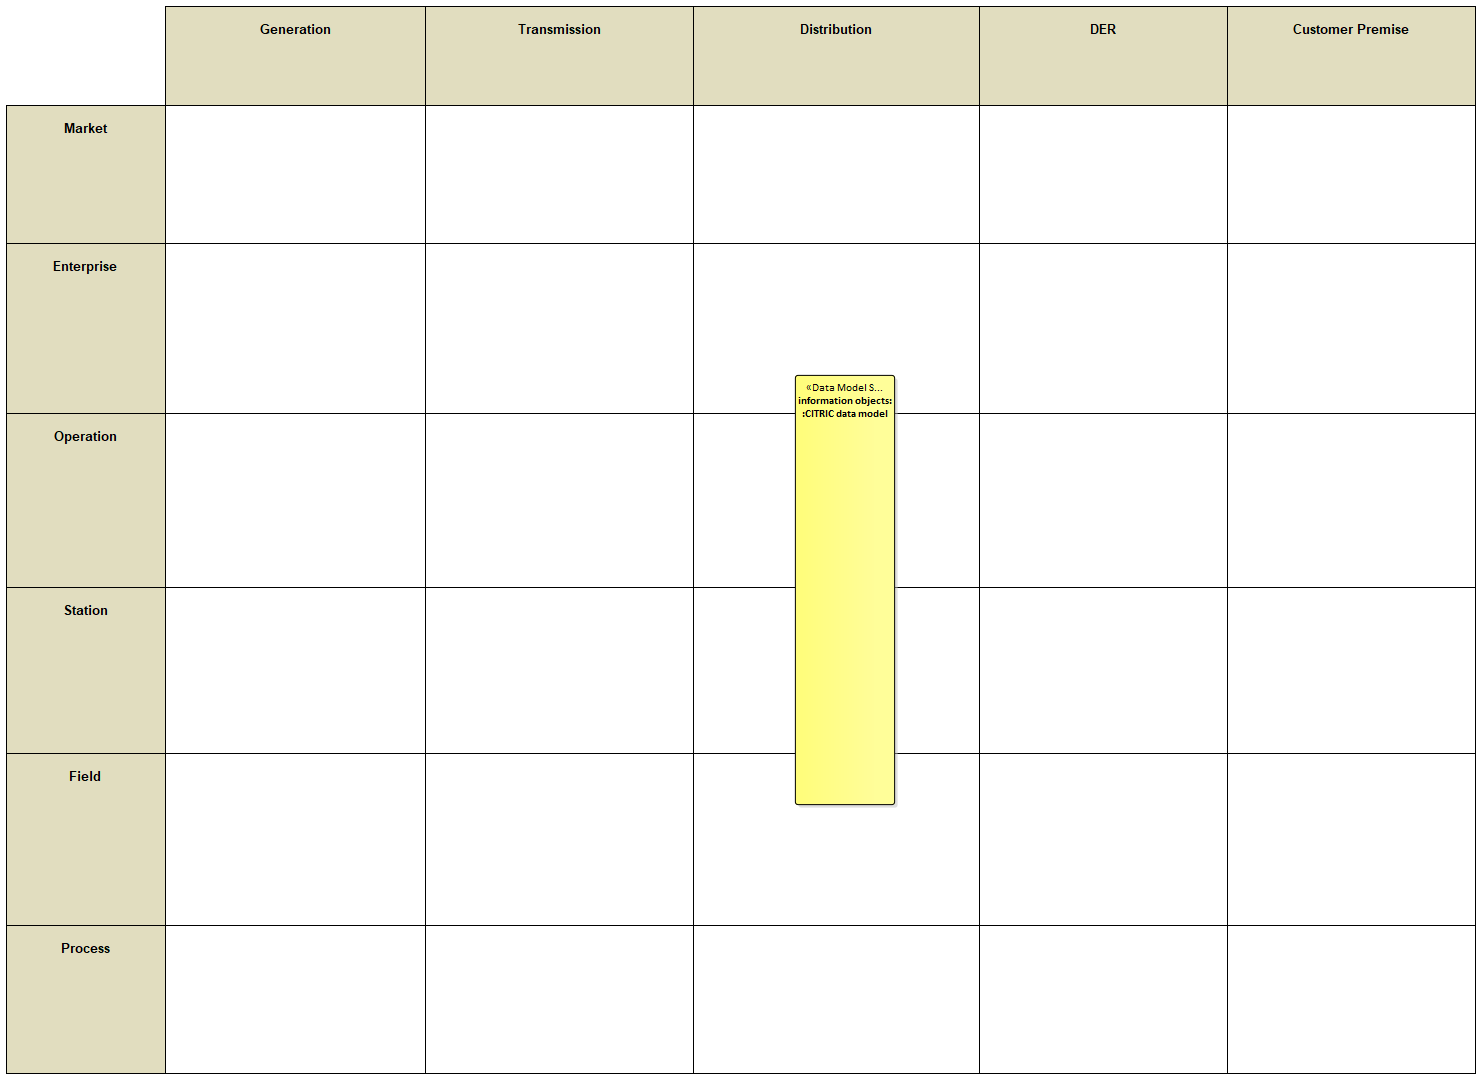 Generation
Transmission
Distribution
DER
Customer Premise
Market
Enterprise
«Data Model S...
information objects:
:CITRIC data model
Operation
Station
Field
Process